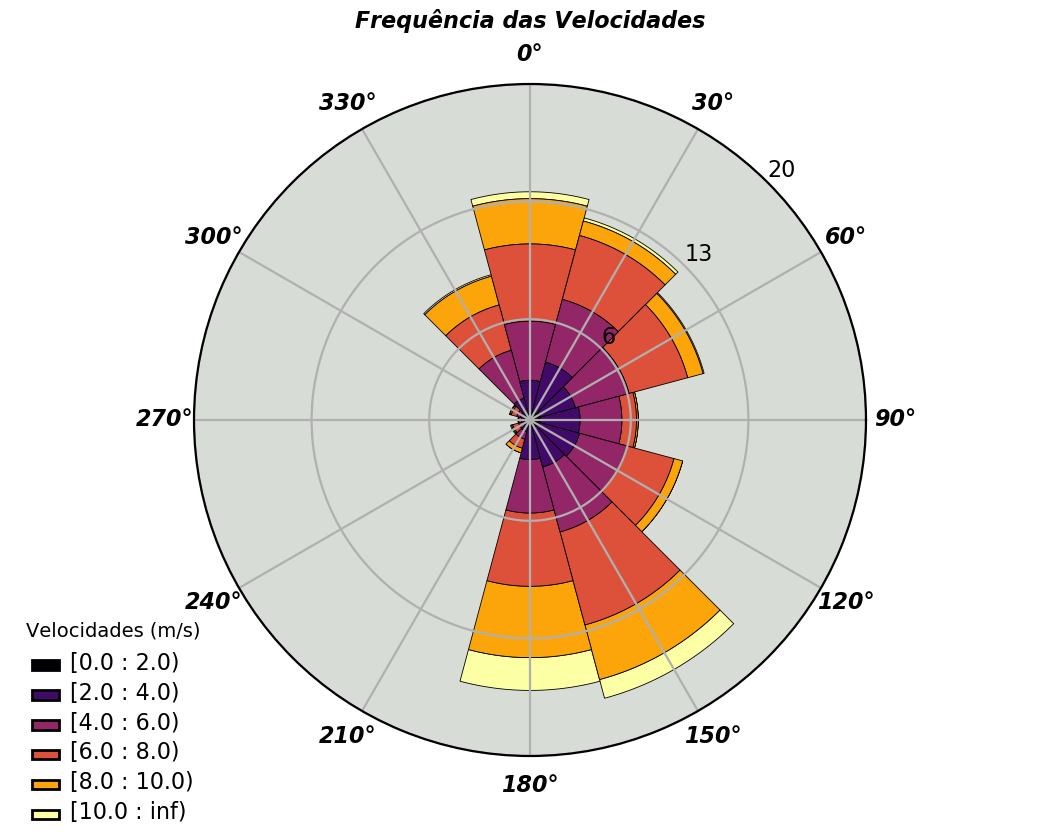 Frequência das Velocidades
0°
330°
30°
20
300°
60°
13
6
270°
90°
240°
120°
210°
150°
180°
Velocidades (m/s)
[0.0 : 2.0)
[2.0 : 4.0)
[4.0 : 6.0)
[6.0 : 8.0)
[8.0 : 10.0)
[10.0 : inf)